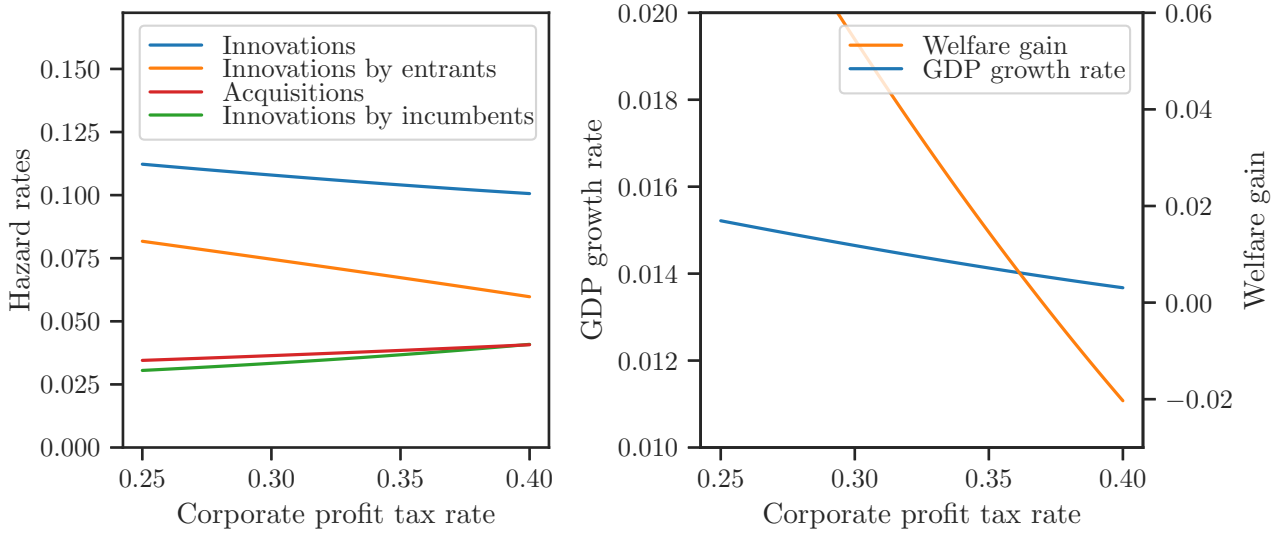 Innovations
Innovations by entrants
Acquisitions
Innovations by incumbents
Hazard rates
0.150
0.125
0.100
0.075
0.050
0.025
0.000
0.25
0.30
0.35
0.40
Corporate profit tax rate
Welfare gain
GDP growth rate
GDP growth rate
0.020
0.018
0.016
0.014
0.012
0.010
0.06
0.04
0.02
0.00
−0.02
Welfare gain
0.25
0.30
0.35
0.40
Corporate profit tax rate